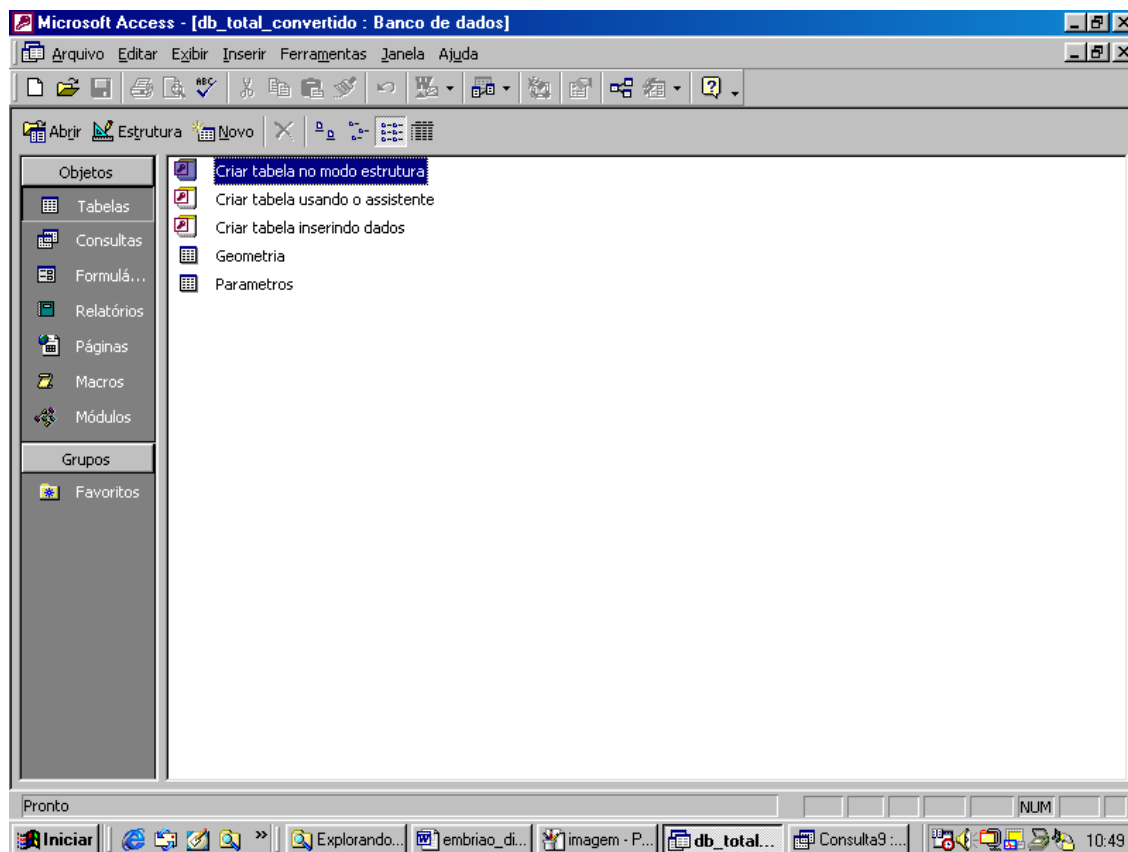 Microsoft Access - [db_total_convertido : Banco de dados]
Arquivo Editar Exibir Inserir Ferramentas Janela Ajuda
ABC
Abrir Estrutura Novo
Objetos
Tabelas
Consultas
Formulá...
Relatórios
Páginas
Macros
Módulos
Grupos
Favoritos
Criar tabela no modo estrutura
Criar tabela usando o assistente
Criar tabela inserindo dados
Geometria
Parametros
Pronto
NUM
Iniciar » Explorando... embriao_di... imagem - P... db_total... Consulta9 :... 10:49